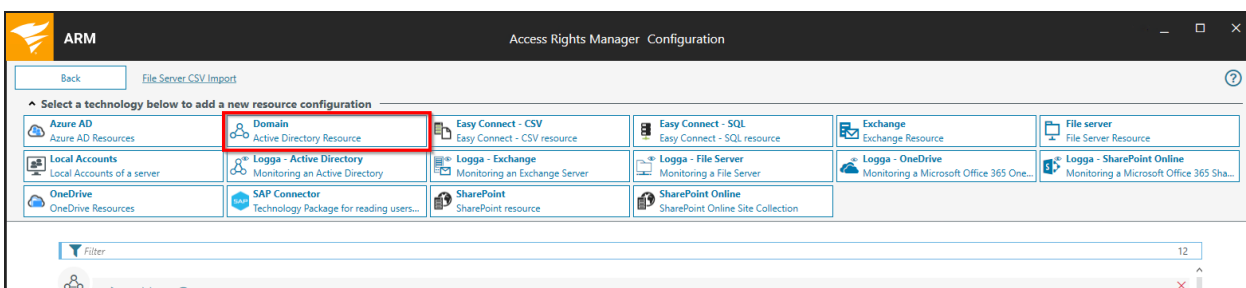 ARM
Access Rights Manager Configuration
Back
File Server CSV Import
Select a technology below to add a new resource configuration
Azure AD
Azure AD Resources
Domain
Active Directory Resource
Easy Connect - CSV
Easy Connect - CSV resource
Easy Connect - SQL
Easy Connect - SQL resource
Exchange
Exchange Resource
File server
File Server Resource
Local Accounts
Local Accounts of a server
Logga - Active Directory
Monitoring an Active Directory
Logga - Exchange
Monitoring an Exchange Server
Logga - File Server
Monitoring a File Server
Logga - OneDrive
Monitoring a Microsoft Office 365 One...
Logga - SharePoint Online
Monitoring a Microsoft Office 365 Sha...
OneDrive
OneDrive Resources
SAP Connector
Technology Package for reading users...
SharePoint
SharePoint resource
SharePoint Online
SharePoint Online Site Collection
Filter
12